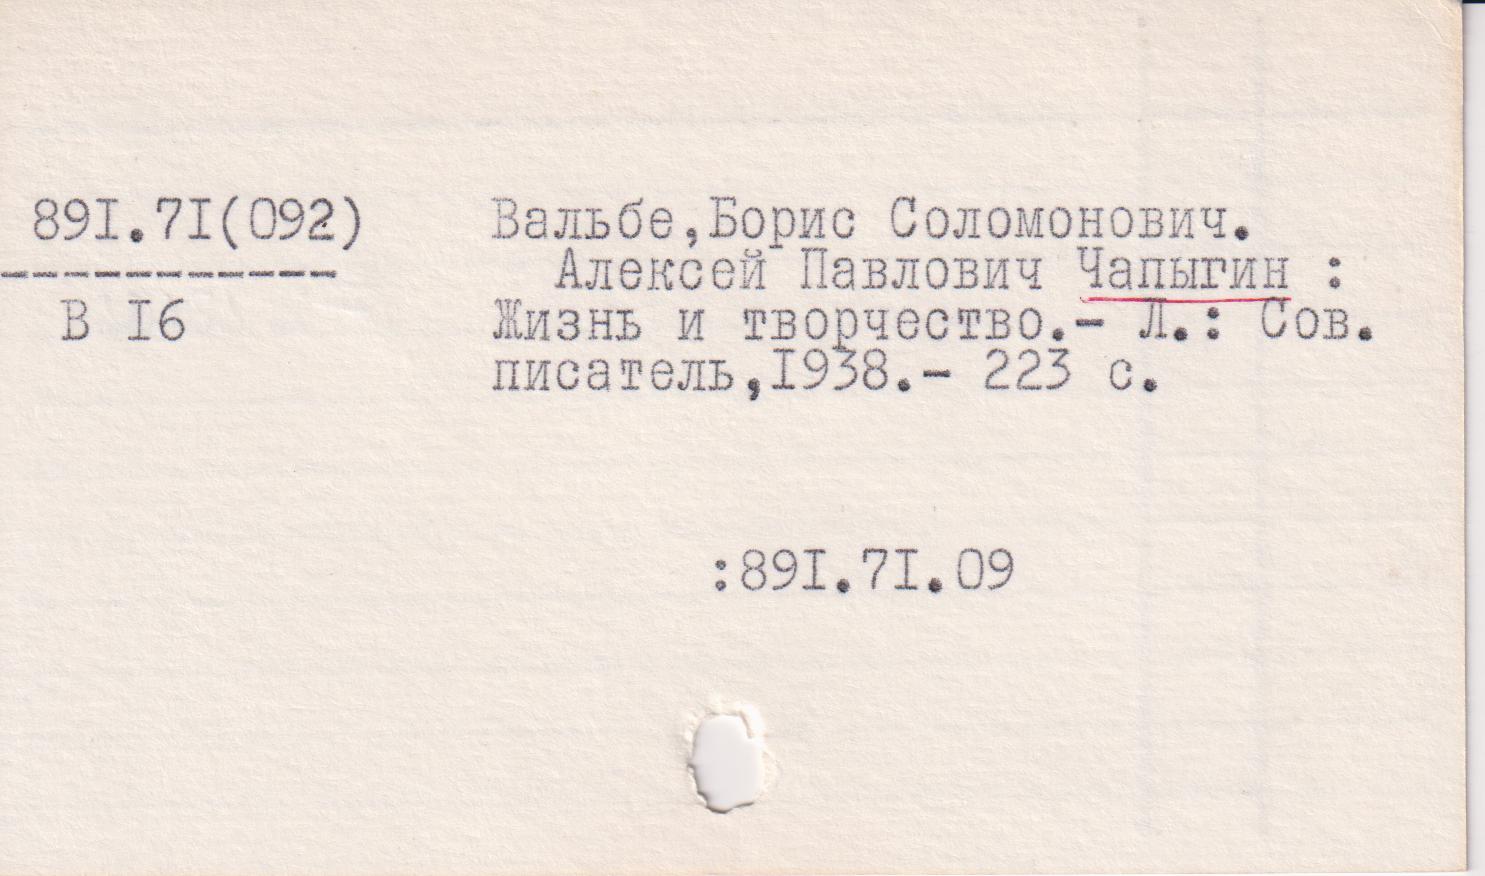 891.71(092)
-----------
В 16
Вальбе,Борис Соломонович.
Алексей Павлович Чапыгин :
Жизнь и творчество.- Л.: Сов.
писатель,1938.- 223 с.
:891.71.09